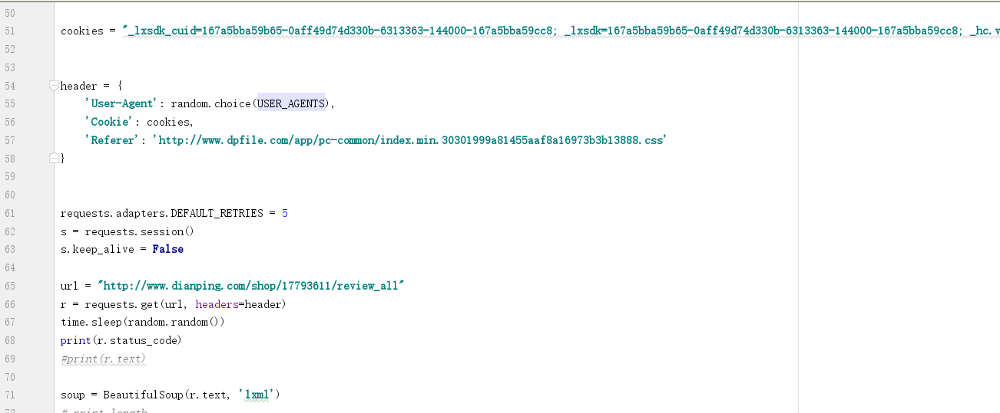 50
51 cookies = "_lxsdk_cuid=167a5bba59b65-0aff49d74d330b-6313363-144000-167a5bba59cc8; _lxsdk=167a5bba59b65-0aff49d74d330b-6313363-144000-167a5bba59cc8; _hc.v
52
53
54 header = {
55 'User-Agent': random.choice(USER_AGENTS),
56 'Cookie': cookies,
57 'Referer': 'http://www.dpfile.com/app/pc-common/index.min.30301999a81455aaf8a16973b3b13888.css'
58 }
59
60
61 requests.adapters.DEFAULT_RETRIES = 5
62 s = requests.session()
63 s.keep_alive = False
64
65 url = "http://www.dianping.com/shop/17793611/review_all"
66 r = requests.get(url, headers=header)
67 time.sleep(random.random())
68 print(r.status_code)
69 #print(r.text)
70
71 soup = BeautifulSoup(r.text, 'lxml')
72 # print length